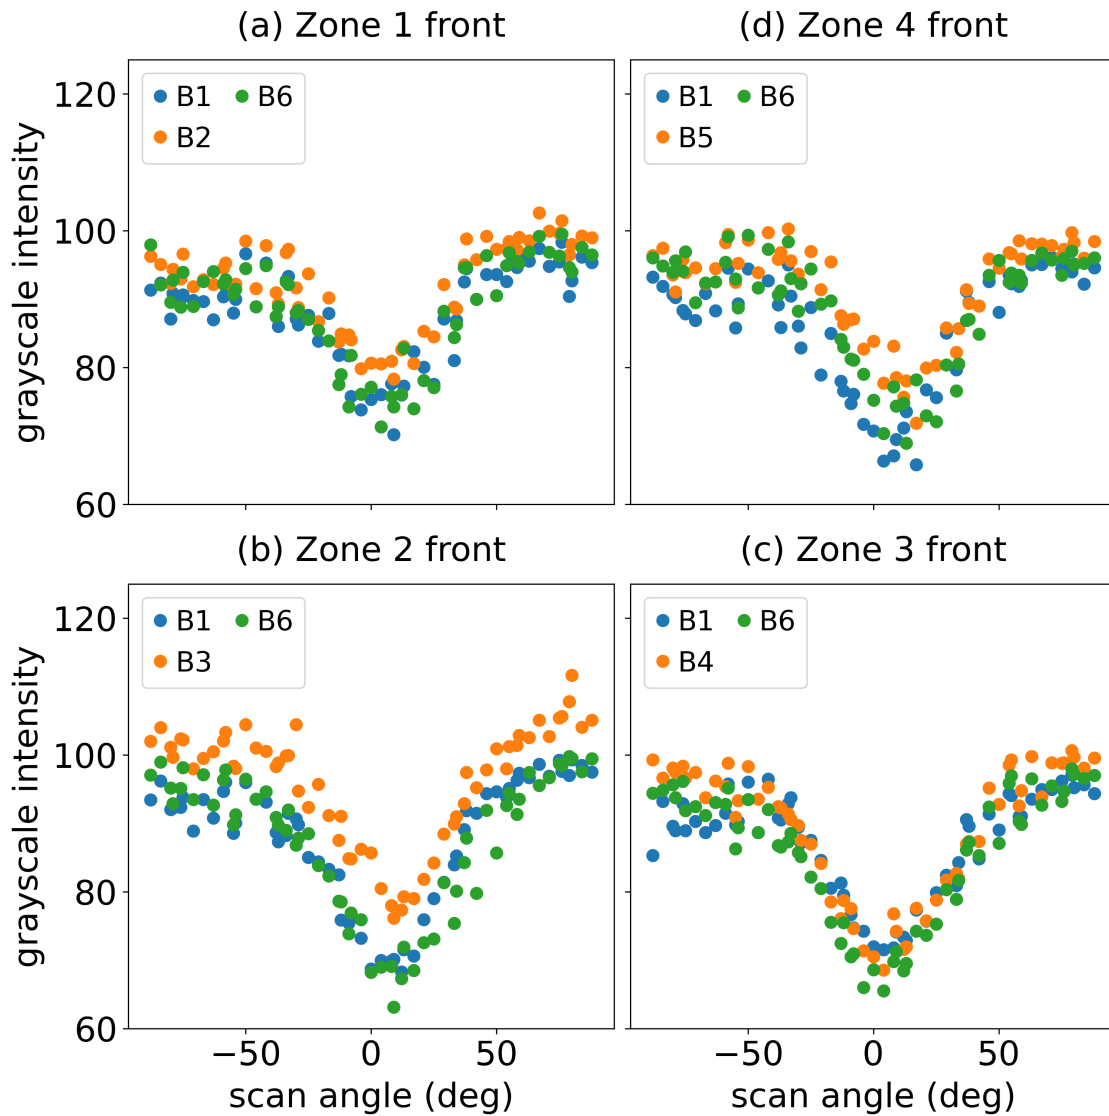 (a) Zone 1 front
(d) Zone 4 front
120
100
80
60
grayscale intensity
B1 B6
B2
B1 B6
B5
(b) Zone 2 front
(c) Zone 3 front
120
100
80
60
grayscale intensity
B1 B6
B3
B1 B6
B4
−50 0 50
−50 0 50
scan angle (deg)
scan angle (deg)